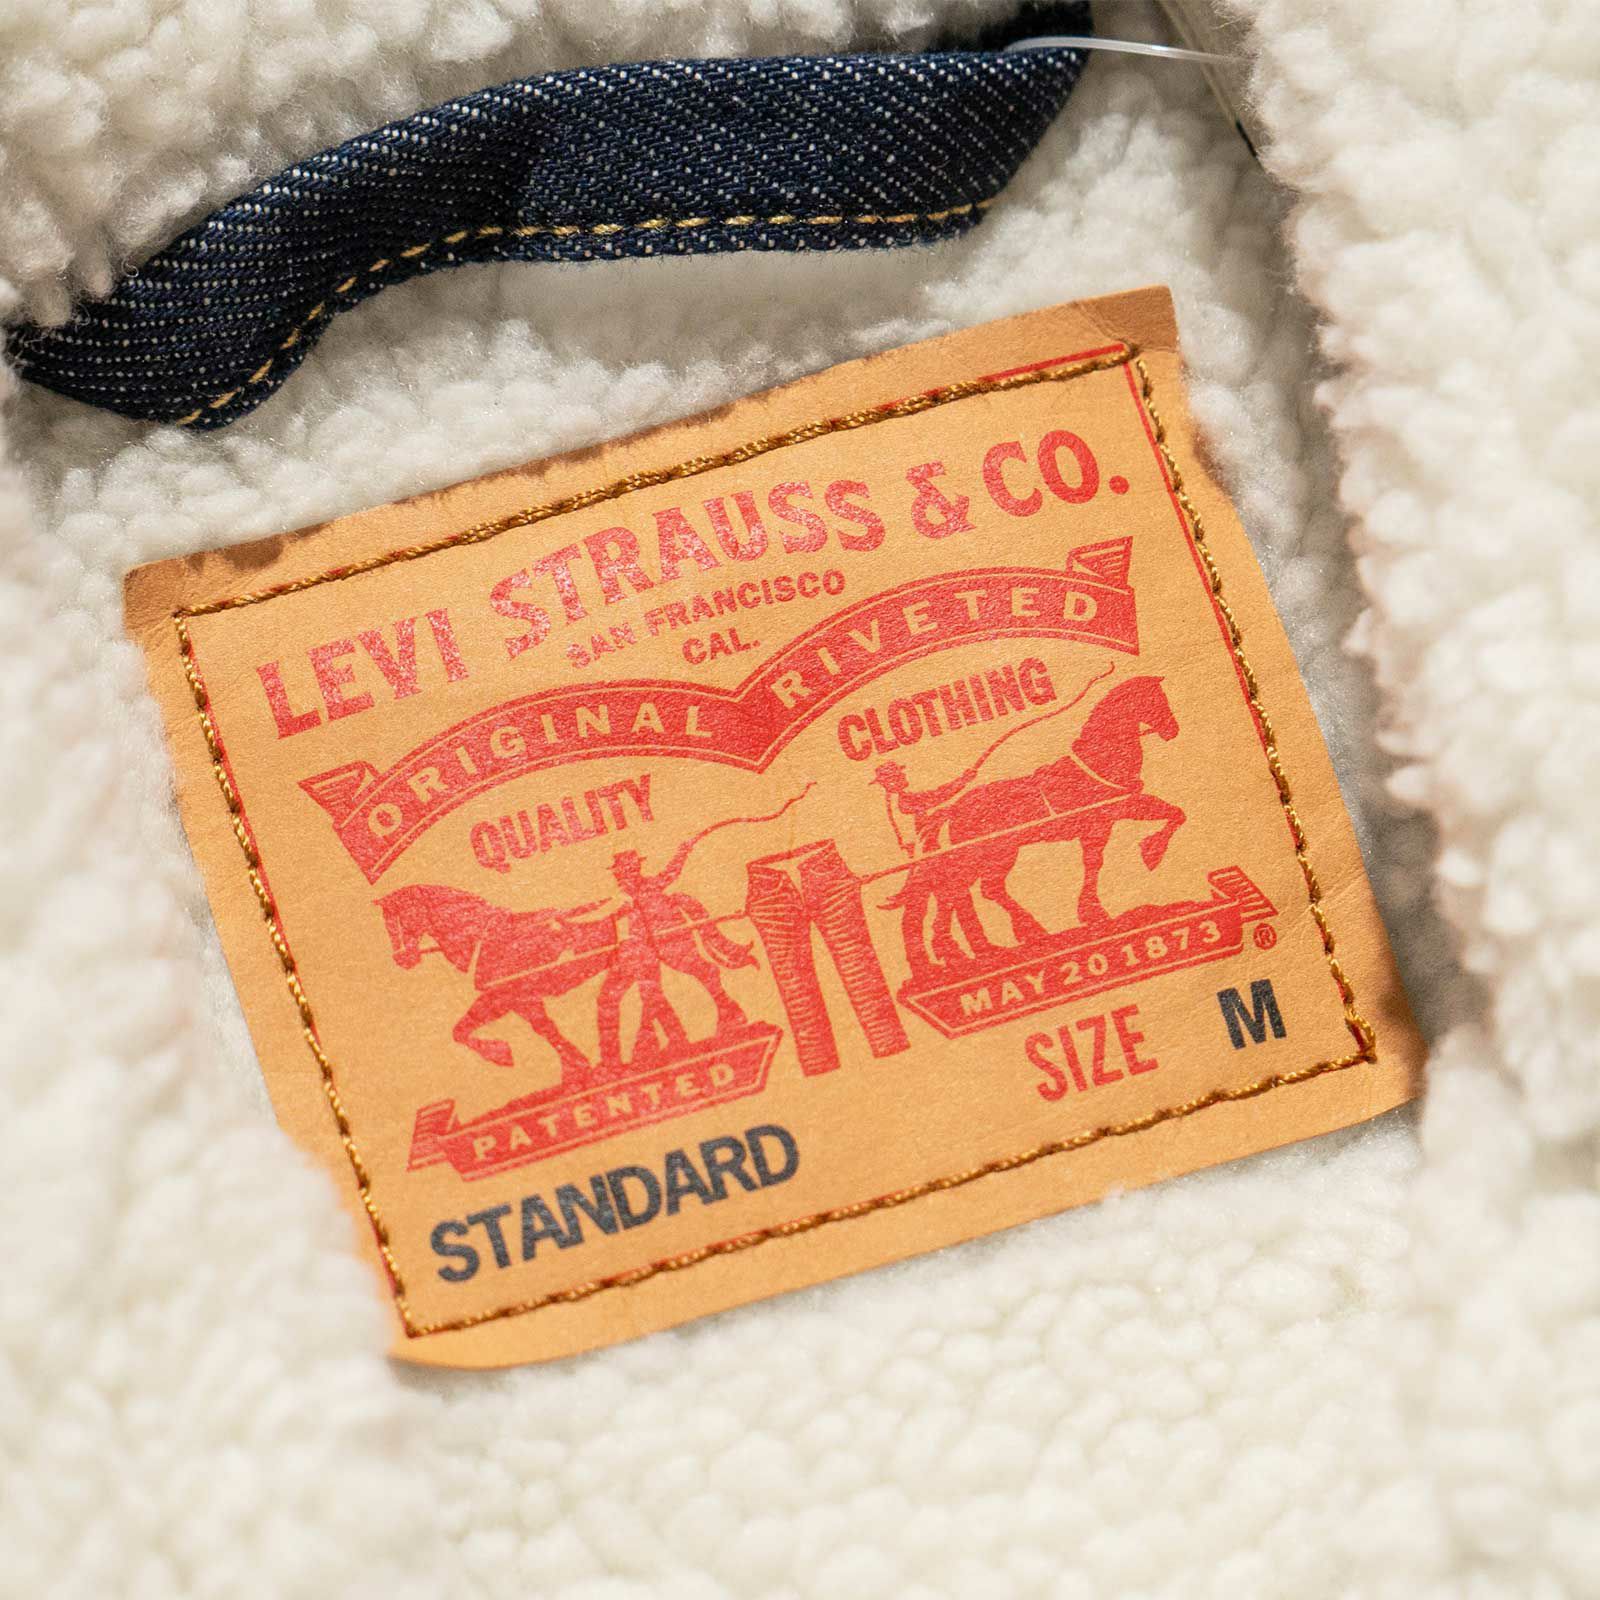 LEVI STRAUSS & CO.
SAN FRANCISCO
CAL.
ORIGINAL RIVETED
QUALITY CLOTHING
PATENTED MAY 20 1873 ®
SIZE M
STANDARD